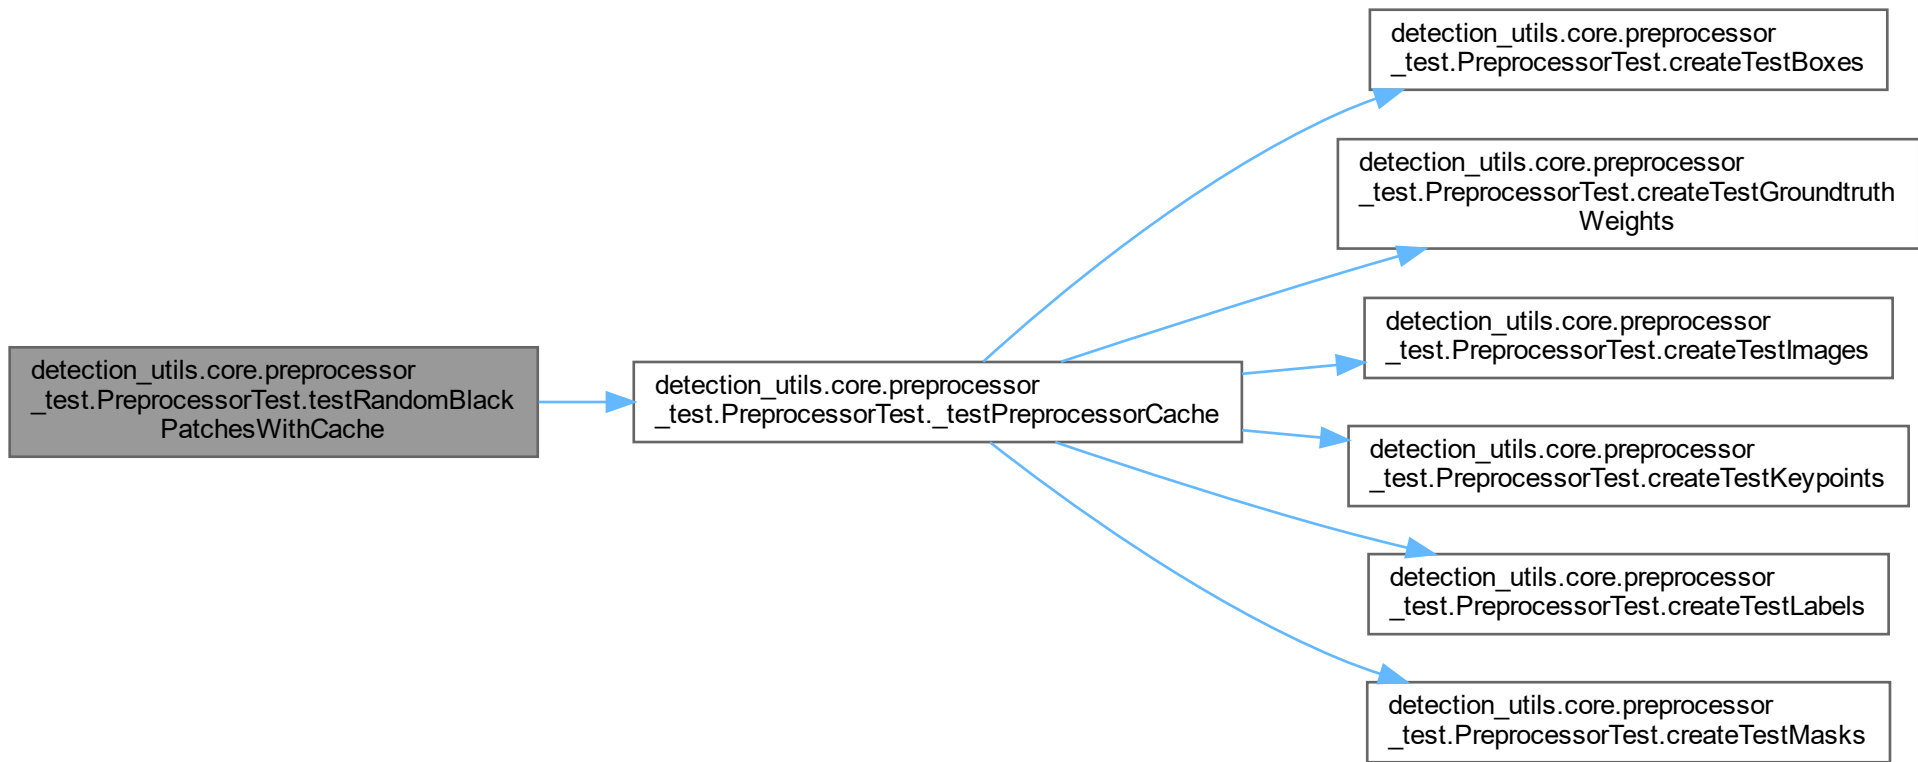 detection_utils.core.preprocessor
_test.PreprocessorTest.testRandomBlack
PatchesWithCache
detection_utils.core.preprocessor
_test.PreprocessorTest._testPreprocessorCache
detection_utils.core.preprocessor
_test.PreprocessorTest.createTestBoxes
detection_utils.core.preprocessor
_test.PreprocessorTest.createTestGroundtruth
Weights
detection_utils.core.preprocessor
_test.PreprocessorTest.createTestImages
detection_utils.core.preprocessor
_test.PreprocessorTest.createTestKeypoints
detection_utils.core.preprocessor
_test.PreprocessorTest.createTestLabels
detection_utils.core.preprocessor
_test.PreprocessorTest.createTestMasks